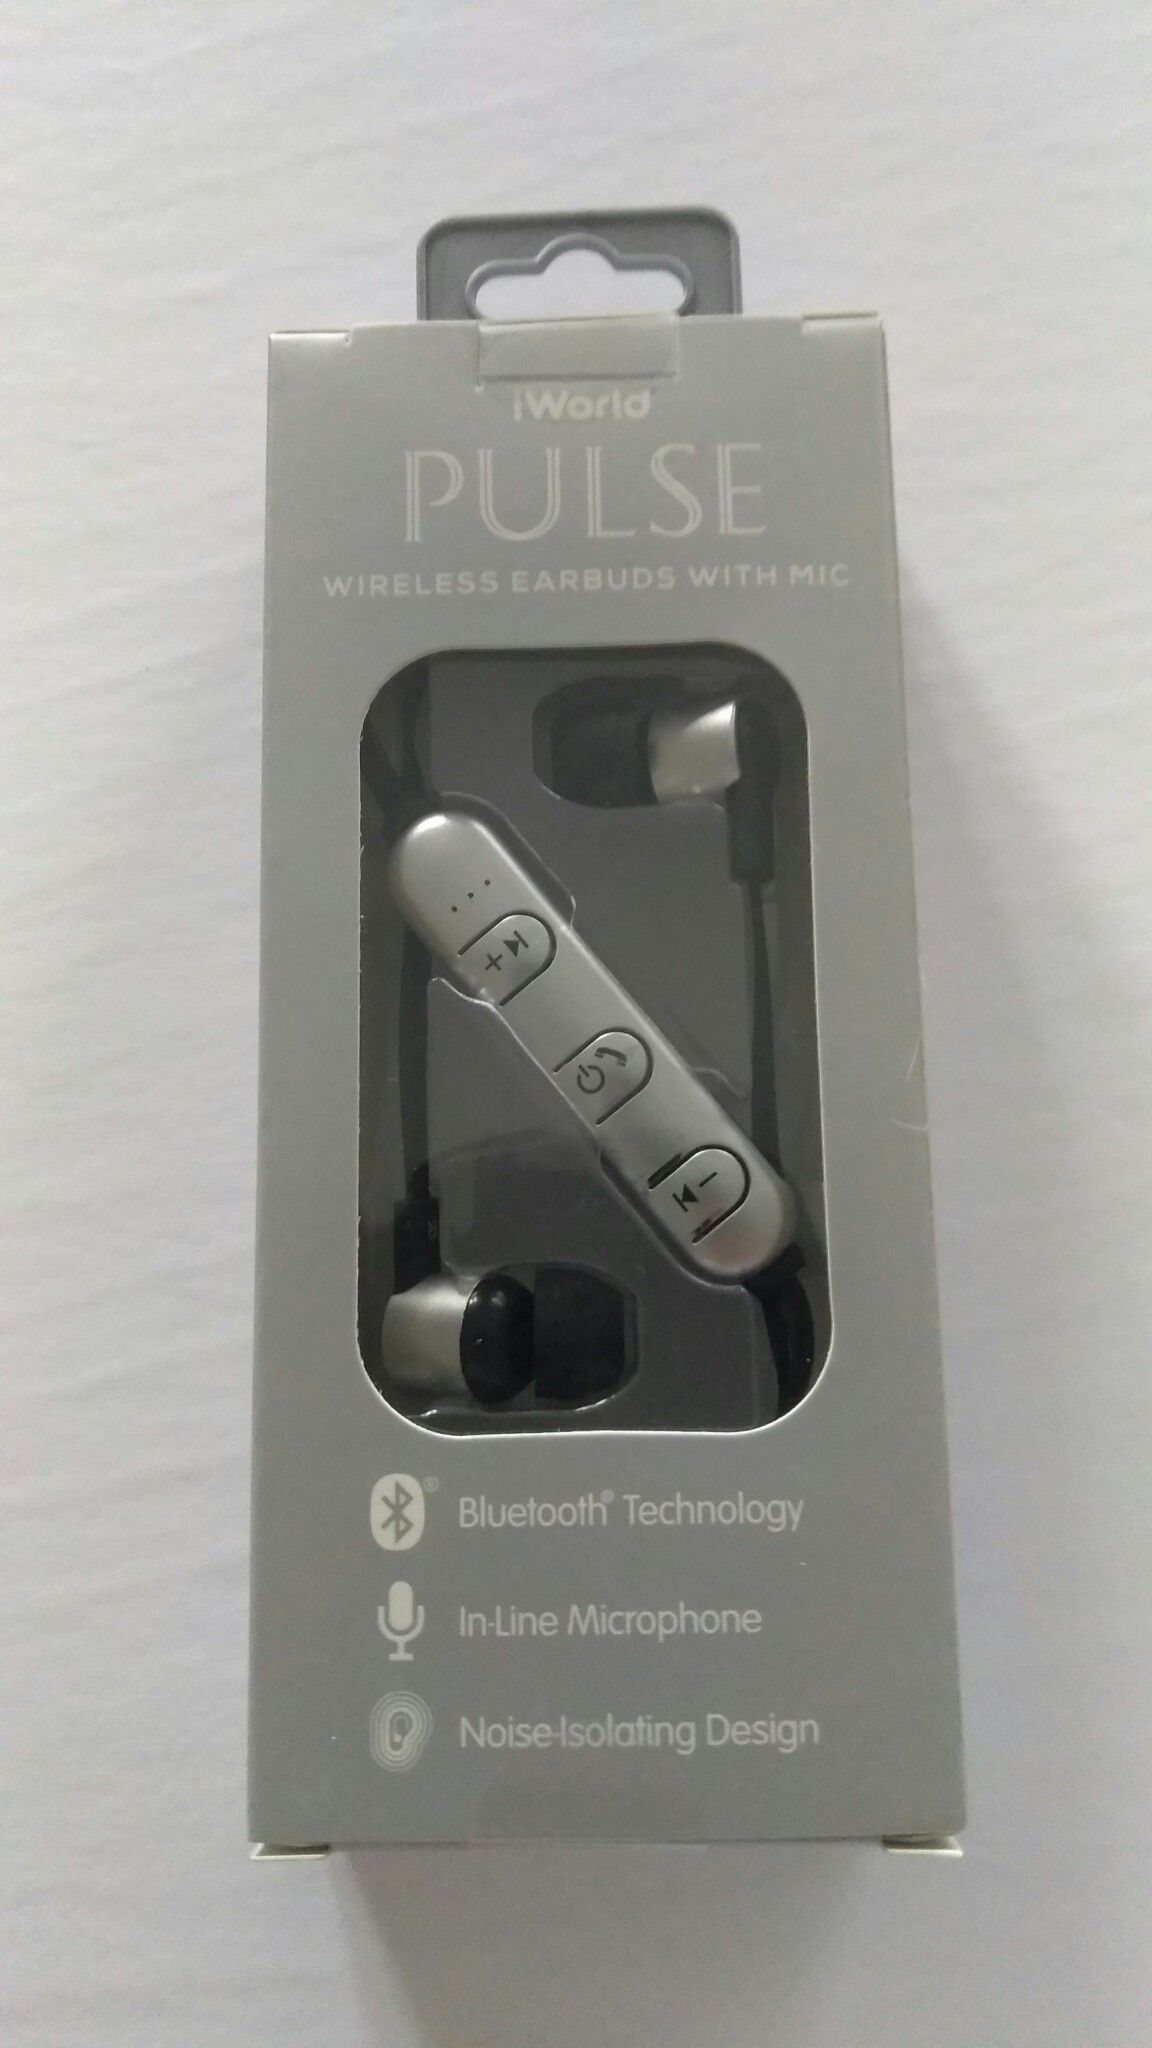 iWorld
PULSE
WIRELESS EARBUDS WITH MIC
R
Bluetooth® Technology
In-Line Microphone
Noise-Isolating Design